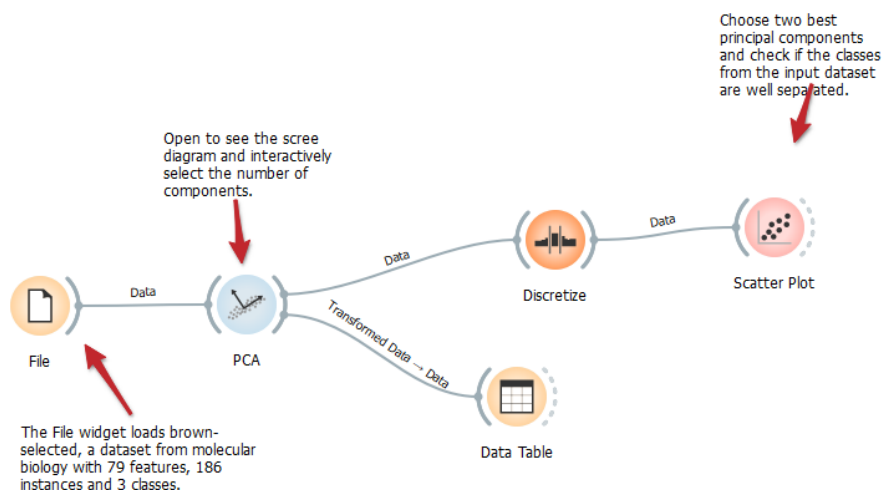 Choose two best
principal components
and check if the classes
from the input dataset
are well separated.
Open to see the scree
diagram and interactively
select the number of
components.
Data
Data
Data
Discretize
Scatter Plot
File
PCA
Transformed Data → Data
Data Table
The File widget loads brown-
selected, a dataset from molecular
biology with 79 features, 186
instances and 3 classes.